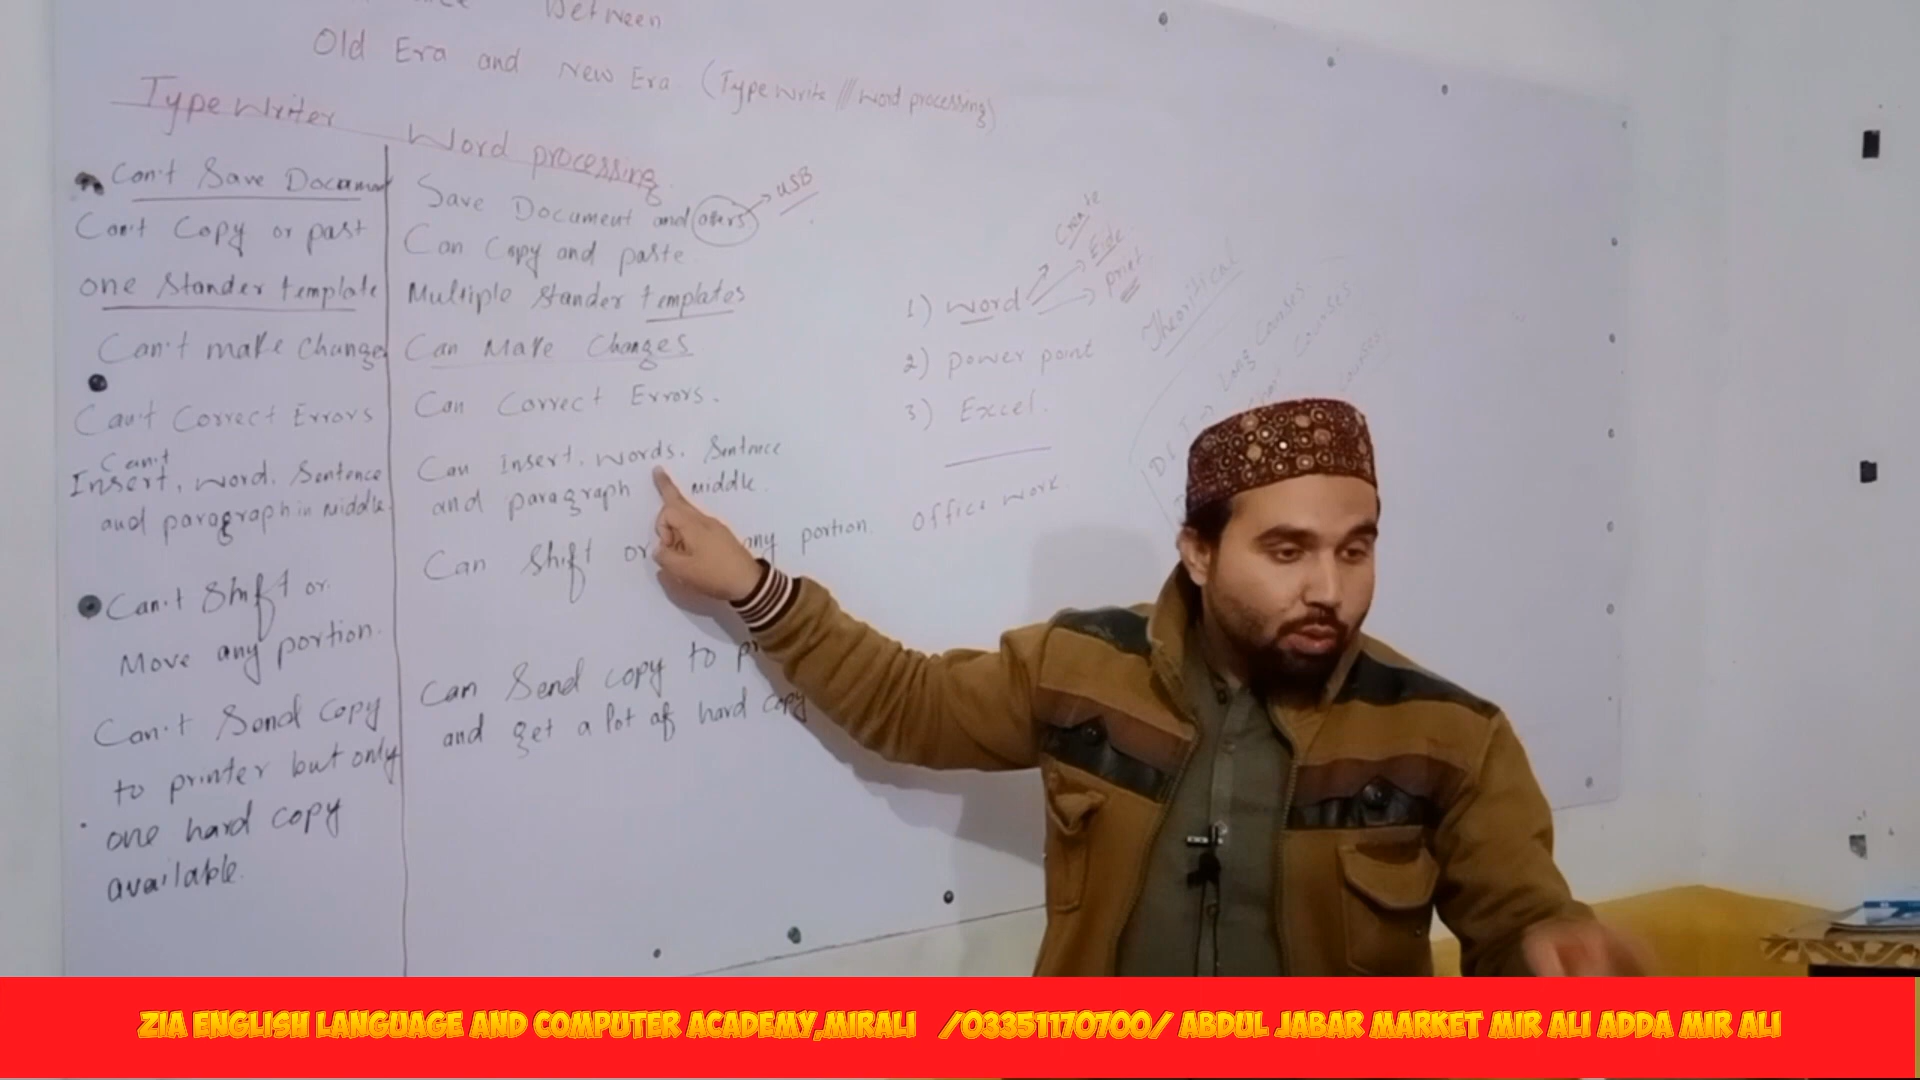 Between
Old Era and New Era (Type write /// word processing)
Type Writer
Word processing
Can't Save Document
Can't Copy or past
one Stander template
Can't make Change
Can't Correct Errors
Can't
Insert, word, Sentence
and paragraph in middle
Can't Shift or
Move any portion.
Can't Send copy
to printer but only
one hard copy
available.
Save Document and others → USB
Can Copy and paste.
Multiple Stander templates
Can Make Changes
Can Correct Errors.
Can Insert, words, Sentence
and paragraph middle.
Can Shift or any portion.
Can Send copy to
and get a lot of hard copy
1) word
Create
print
2) power point
3) Excel.
Office work.
Theoritical
Long Courses.
Courses
Courses
ZIA ENGLISH LANGUAGE AND COMPUTER ACADEMY,MIRALI /03351170700/ ABDUL JABAR MARKET MIR ALI ADDA MIR ALI